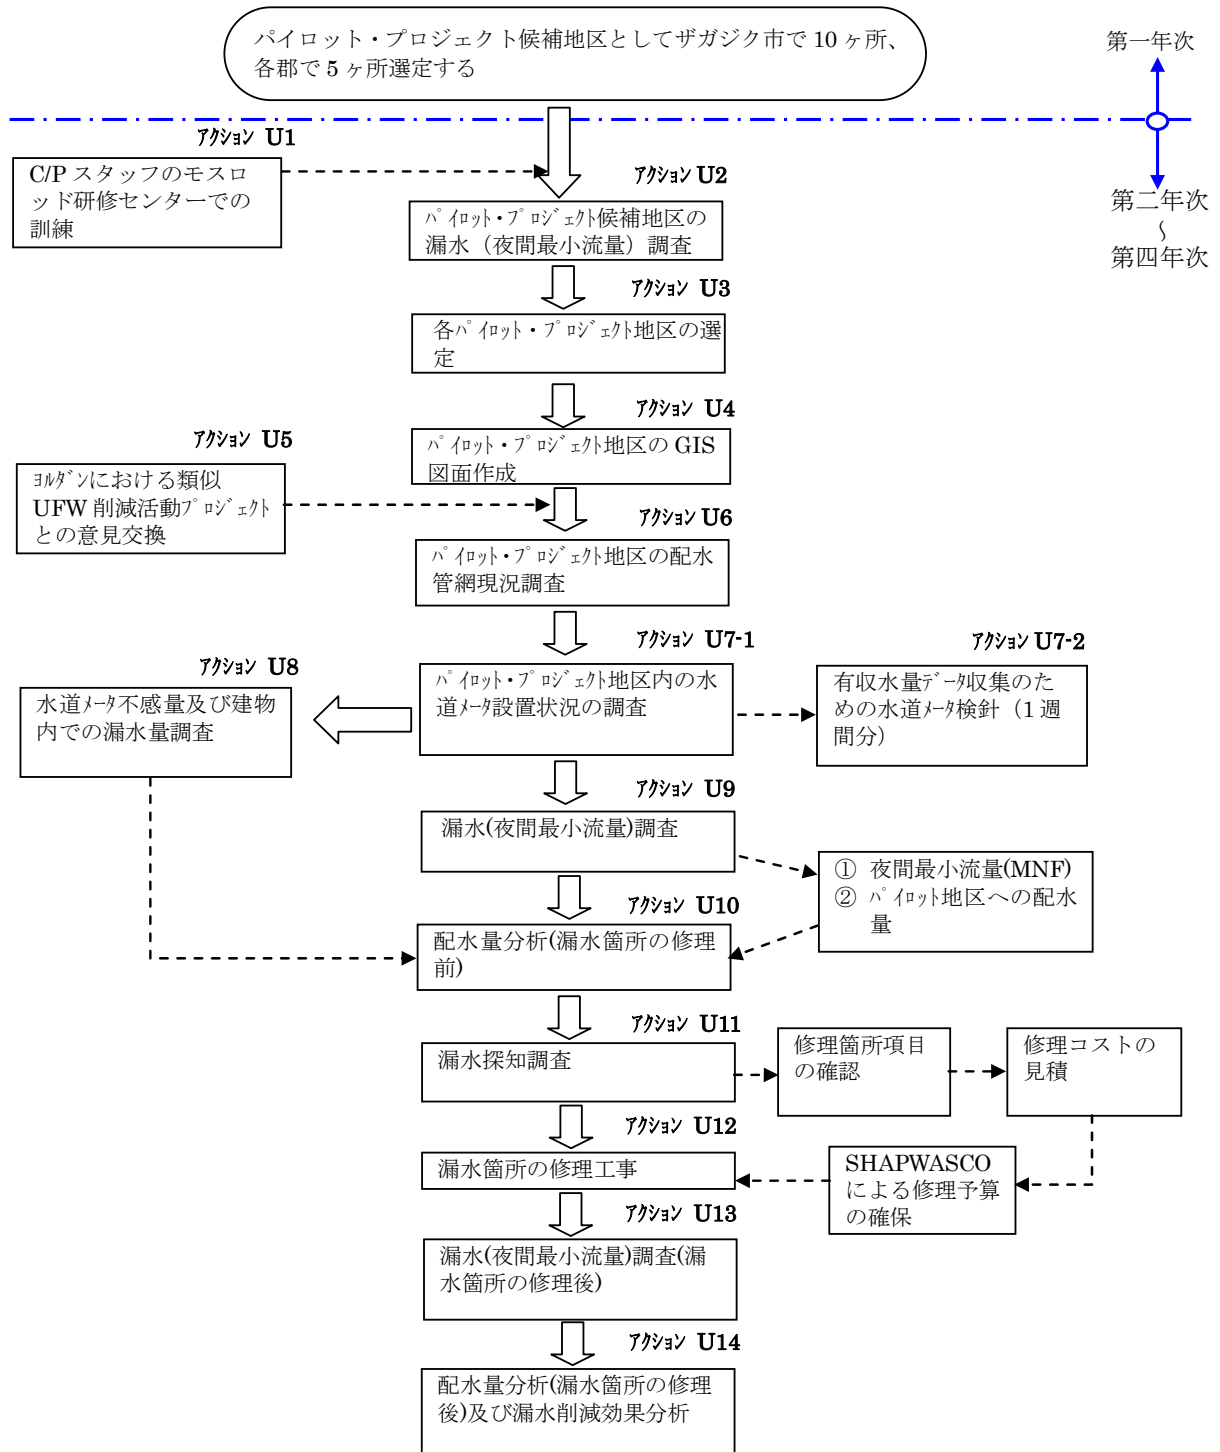 パイロット・プロジェクト候補地区としてザガジク市で 10 ヶ所、
各郡で 5 ヶ所選定する
第一年次
アクション U1
C/P スタッフのモスロ
ッド研修センターでの
訓練
アクション U2
パイロット・プロジェクト候補地区の
漏水（夜間最小流量）調査
第二年次
～
第四年次
アクション U3
各パイロット・プロジェクト地区の選
定
アクション U4
パイロット・プロジェクト地区の GIS
図面作成
アクション U5
ヨルダンにおける類似
UFW 削減活動プロジェクト
との意見交換
アクション U6
パイロット・プロジェクト地区の配水
管網現況調査
アクション U7-1
パイロット・プロジェクト地区内の水
道メータ設置状況の調査
アクション U7-2
有収水量データ収集のた
めの水道メータ検針（1 週
間分）
アクション U8
水道メータ不感量及び建物
内での漏水量調査
アクション U9
漏水(夜間最小流量)調査
① 夜間最小流量(MNF)
② パイロット地区への配水
量
アクション U10
配水量分析(漏水箇所の修理
前)
アクション U11
漏水探知調査
修理箇所項目
の確認
修理コストの
見積
アクション U12
漏水箇所の修理工事
SHAPWASCO
による修理予算
の確保
アクション U13
漏水(夜間最小流量)調査(漏
水箇所の修理後)
アクション U14
配水量分析(漏水箇所の修理
後)及び漏水削減効果分析